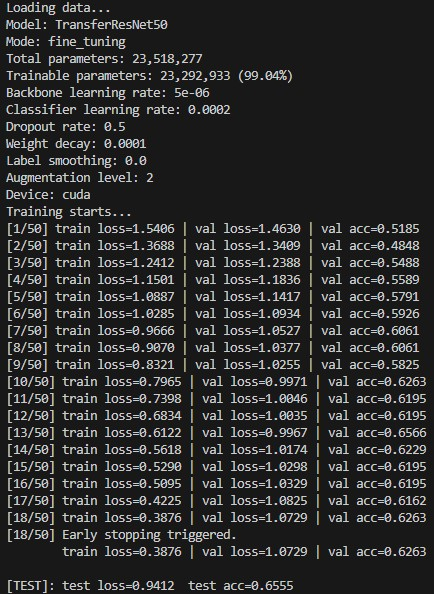 Loading data...
Model: TransferResNet50
Mode: fine_tuning
Total parameters: 23,518,277
Trainable parameters: 23,292,933 (99.04%)
Backbone learning rate: 5e-06
Classifier learning rate: 0.0002
Dropout rate: 0.5
Weight decay: 0.0001
Label smoothing: 0.0
Augmentation level: 2
Device: cuda
Training starts...
[1/50] train loss=1.5406 | val loss=1.4630 | val acc=0.5185
[2/50] train loss=1.3688 | val loss=1.3409 | val acc=0.4848
[3/50] train loss=1.2412 | val loss=1.2388 | val acc=0.5488
[4/50] train loss=1.1501 | val loss=1.1836 | val acc=0.5589
[5/50] train loss=1.0887 | val loss=1.1417 | val acc=0.5791
[6/50] train loss=1.0285 | val loss=1.0934 | val acc=0.5926
[7/50] train loss=0.9666 | val loss=1.0527 | val acc=0.6061
[8/50] train loss=0.9070 | val loss=1.0377 | val acc=0.6061
[9/50] train loss=0.8321 | val loss=1.0255 | val acc=0.5825
[10/50] train loss=0.7965 | val loss=0.9971 | val acc=0.6263
[11/50] train loss=0.7398 | val loss=1.0046 | val acc=0.6195
[12/50] train loss=0.6834 | val loss=1.0035 | val acc=0.6195
[13/50] train loss=0.6122 | val loss=0.9967 | val acc=0.6566
[14/50] train loss=0.5618 | val loss=1.0174 | val acc=0.6229
[15/50] train loss=0.5290 | val loss=1.0298 | val acc=0.6195
[16/50] train loss=0.5095 | val loss=1.0329 | val acc=0.6195
[17/50] train loss=0.4225 | val loss=1.0825 | val acc=0.6162
[18/50] train loss=0.3876 | val loss=1.0729 | val acc=0.6263
[18/50] Early stopping triggered.
train loss=0.3876 | val loss=1.0729 | val acc=0.6263
[TEST]: test loss=0.9412  test acc=0.6555